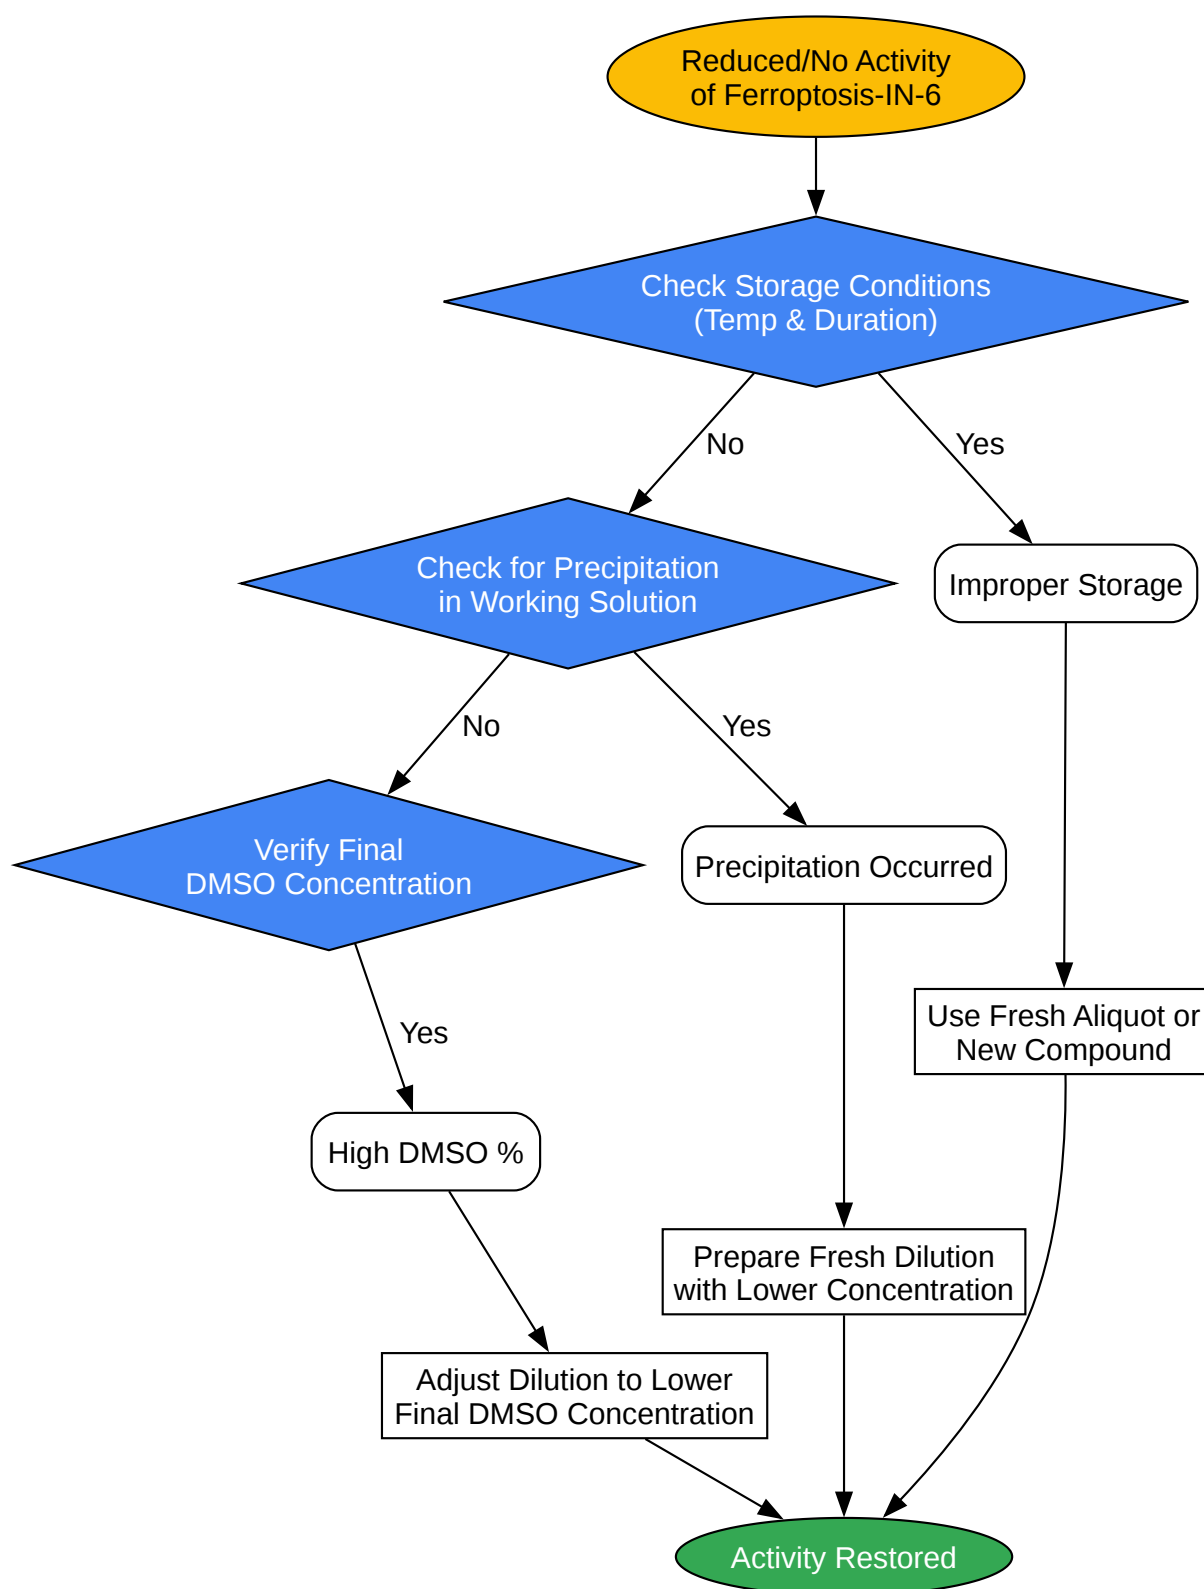 Reduced/No Activity
of Ferroptosis-IN-6
Check Storage Conditions
(Temp & Duration)
No
Yes
Check for Precipitation
in Working Solution
Improper Storage
No
Yes
Verify Final
DMSO Concentration
Precipitation Occurred
Use Fresh Aliquot or
New Compound
Yes
High DMSO %
Prepare Fresh Dilution
with Lower Concentration
Adjust Dilution to Lower
Final DMSO Concentration
Activity Restored